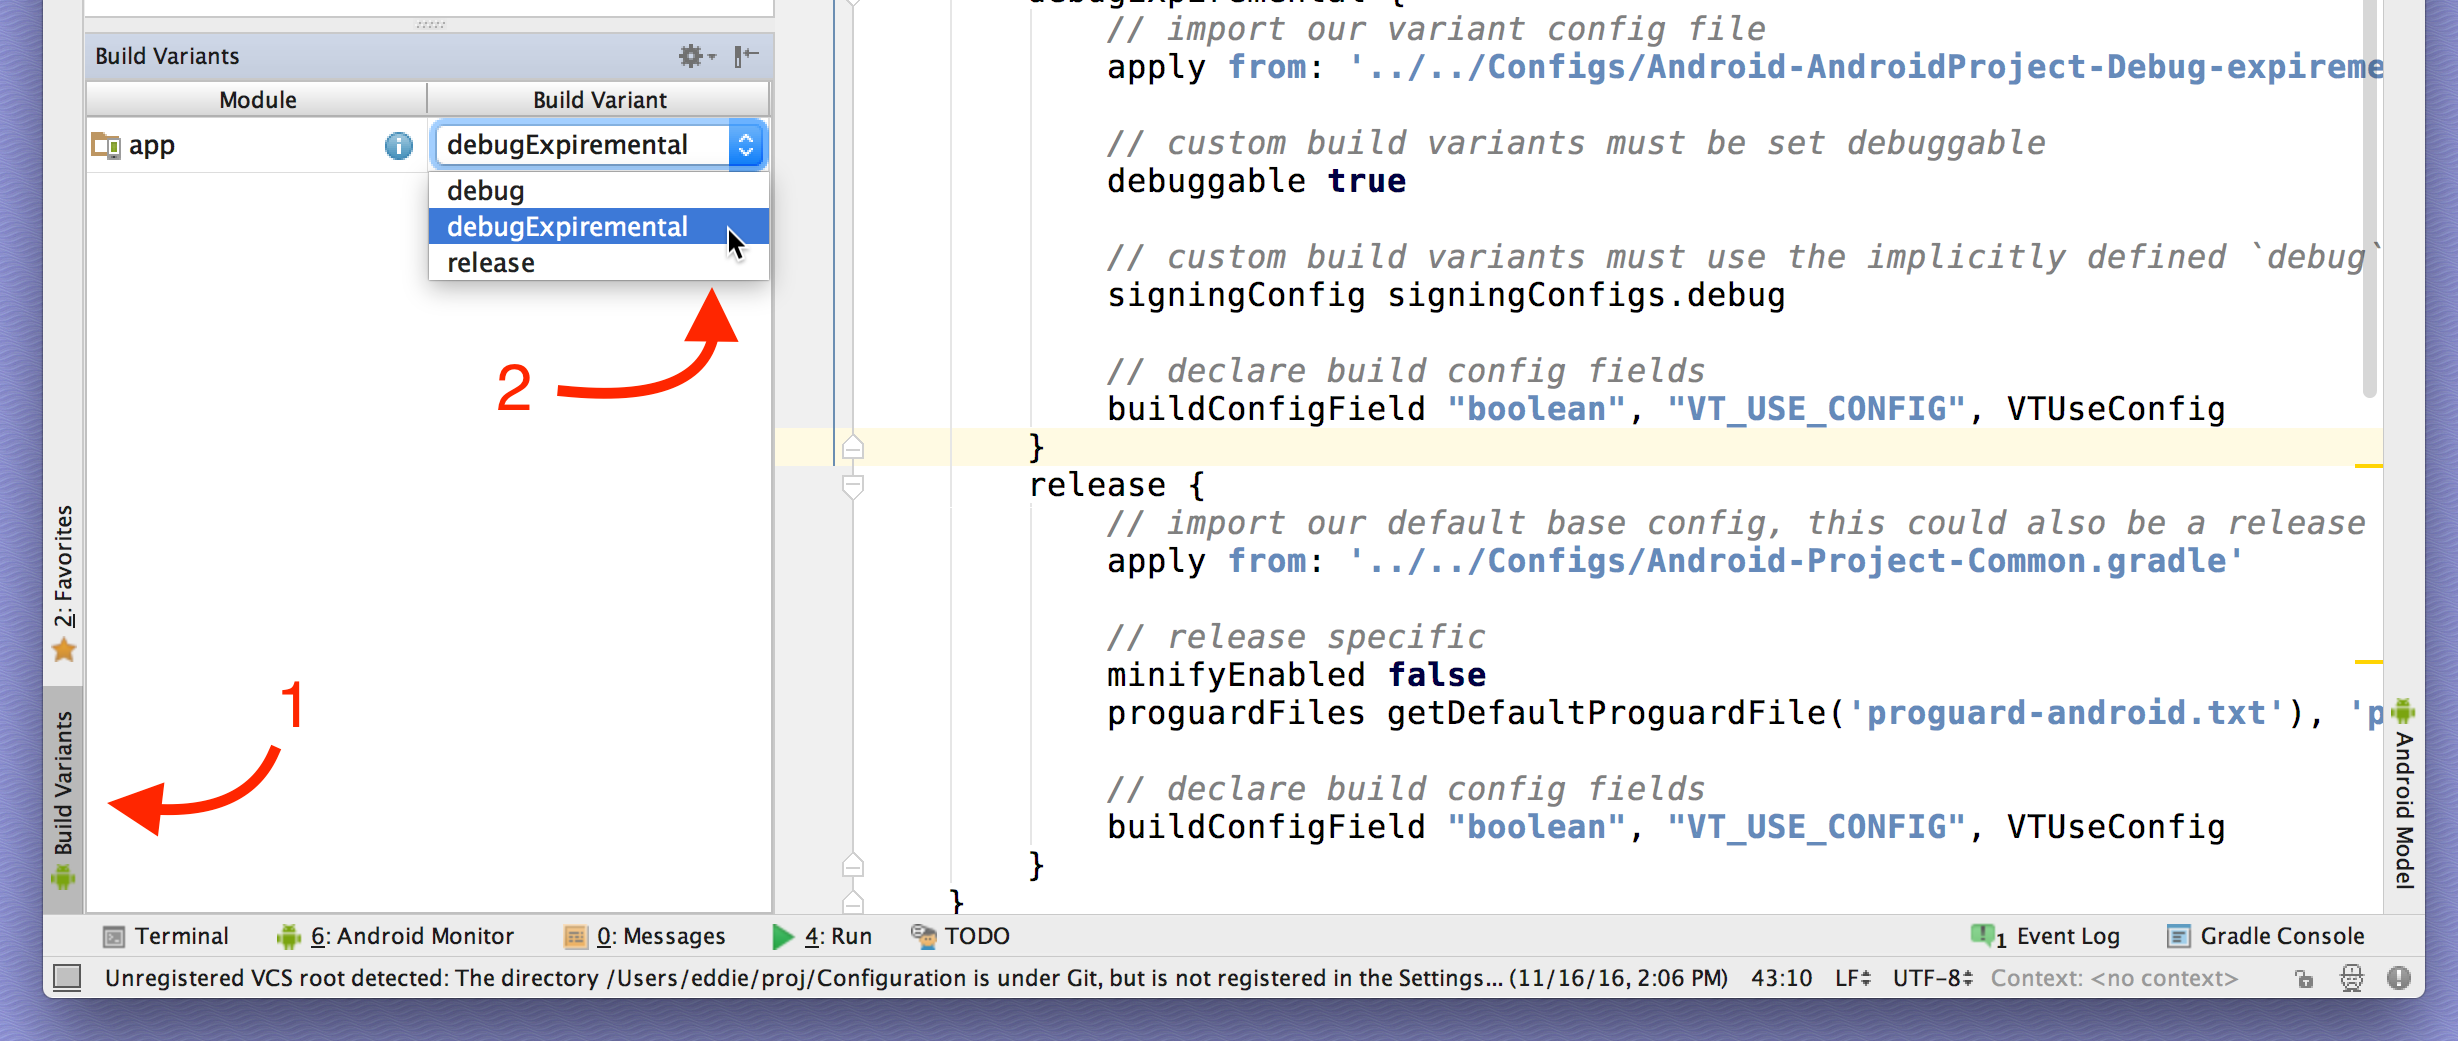 Build Variants
Module Build Variant
app debugExpiremental
debug
debugExpiremental
release
2
1
2: Favorites
Build Variants
// import our variant config file
apply from: '../../Configs/Android-AndroidProject-Debug-expireme
// custom build variants must be set debuggable
debuggable true
// custom build variants must use the implicitly defined `debug`
signingConfig signingConfigs.debug
// declare build config fields
buildConfigField "boolean", "VT_USE_CONFIG", VTUseConfig
}
release {
// import our default base config, this could also be a release
apply from: '../../Configs/Android-Project-Common.gradle'
// release specific
minifyEnabled false
proguardFiles getDefaultProguardFile('proguard-android.txt'), 'p
// declare build config fields
buildConfigField "boolean", "VT_USE_CONFIG", VTUseConfig
}
}
Android Model
Terminal 6: Android Monitor 0: Messages 4: Run TODO 1 Event Log Gradle Console
Unregistered VCS root detected: The directory /Users/eddie/proj/Configuration is under Git, but is not registered in the Settings... (11/16/16, 2:06 PM) 43:10 LF UTF-8 Context: <no context>